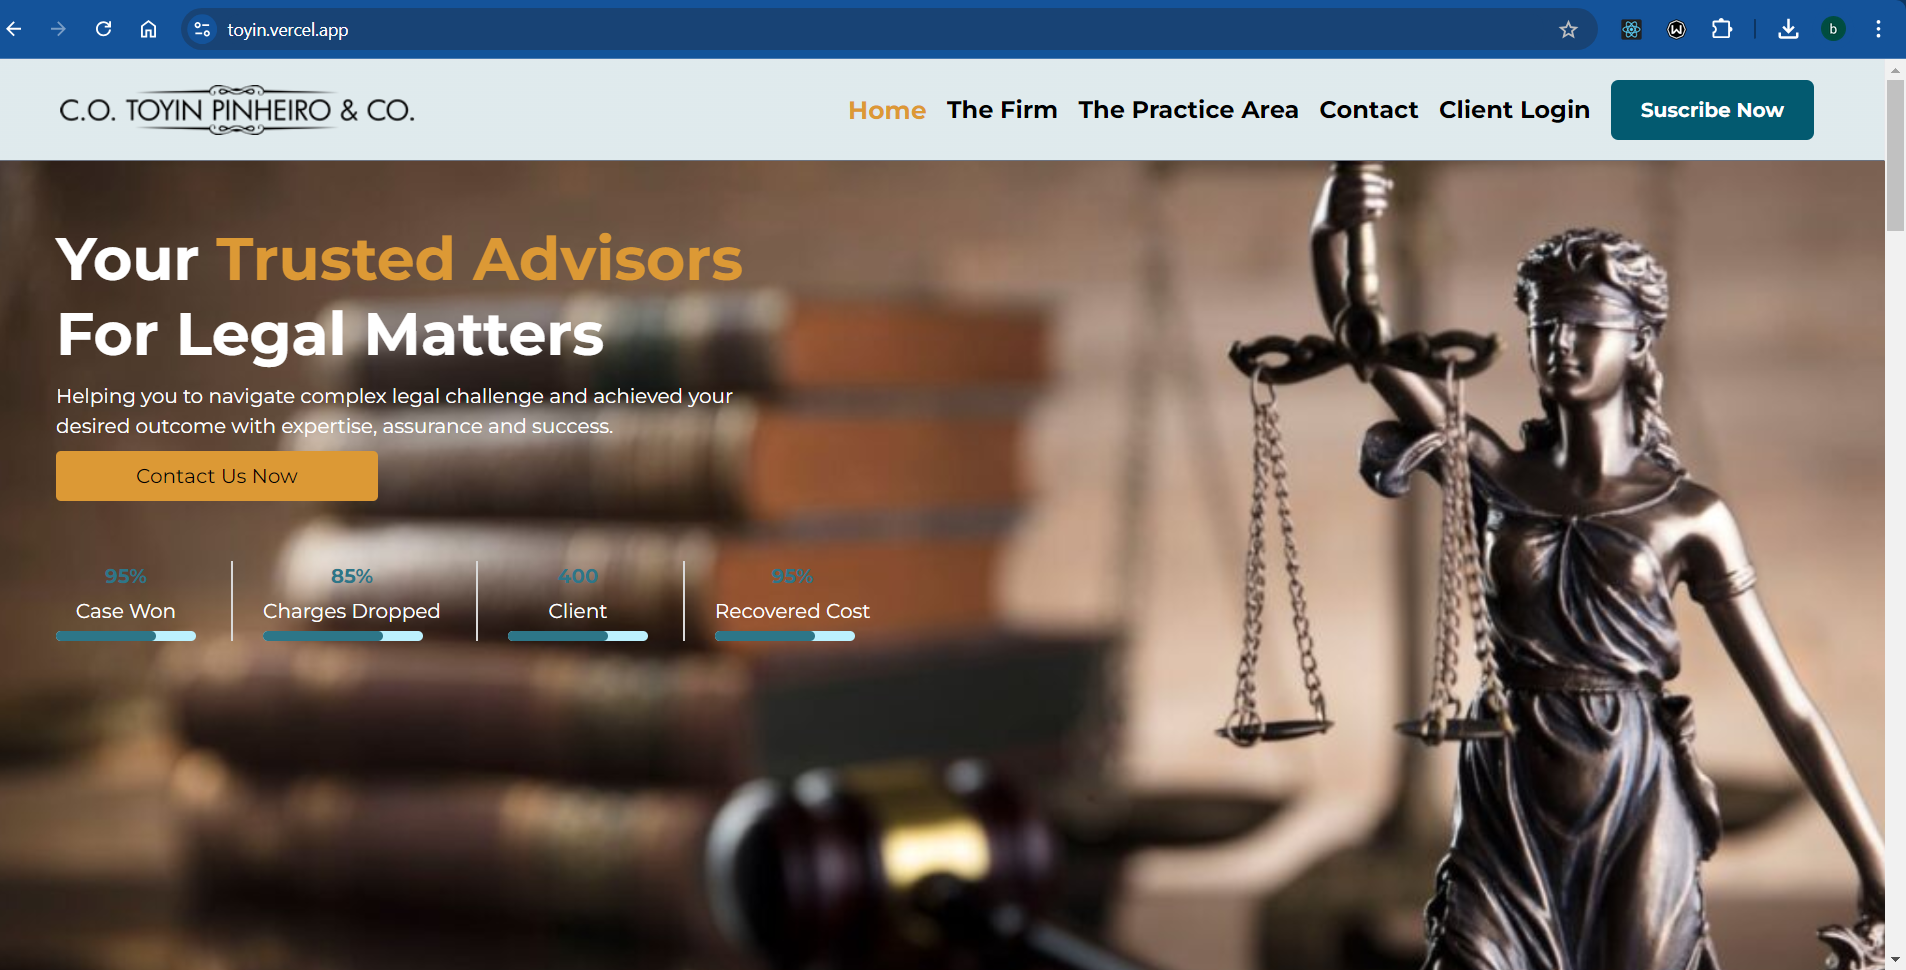 toyin.vercel.app
b
C.O. TOYIN PINHEIRO & CO.
Home The Firm The Practice Area Contact Client Login Suscribe Now
Your Trusted Advisors
For Legal Matters
Helping you to navigate complex legal challenge and achieved your
desired outcome with expertise, assurance and success.
Contact Us Now
95% 85% 400 95%
Case Won Charges Dropped Client Recovered Cost